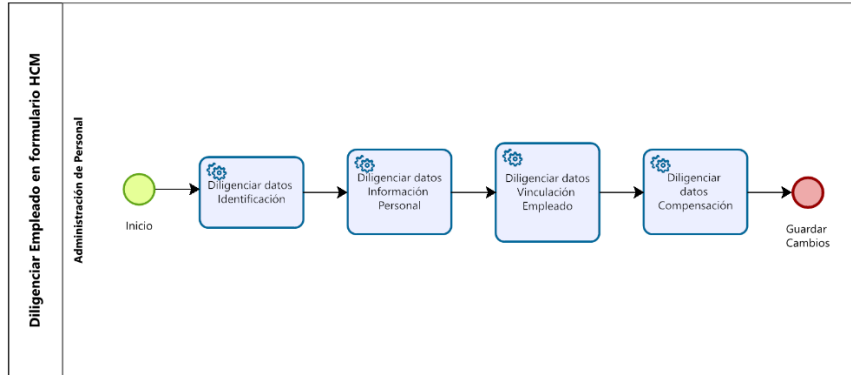 Diligenciar Empleado en formulario HCM
Administración de Personal
Inicio
Diligenciar datos
Identificación
Diligenciar datos
Información
Personal
Diligenciar datos
Vinculación
Empleado
Diligenciar
datos
Compensación
Guardar
Cambios